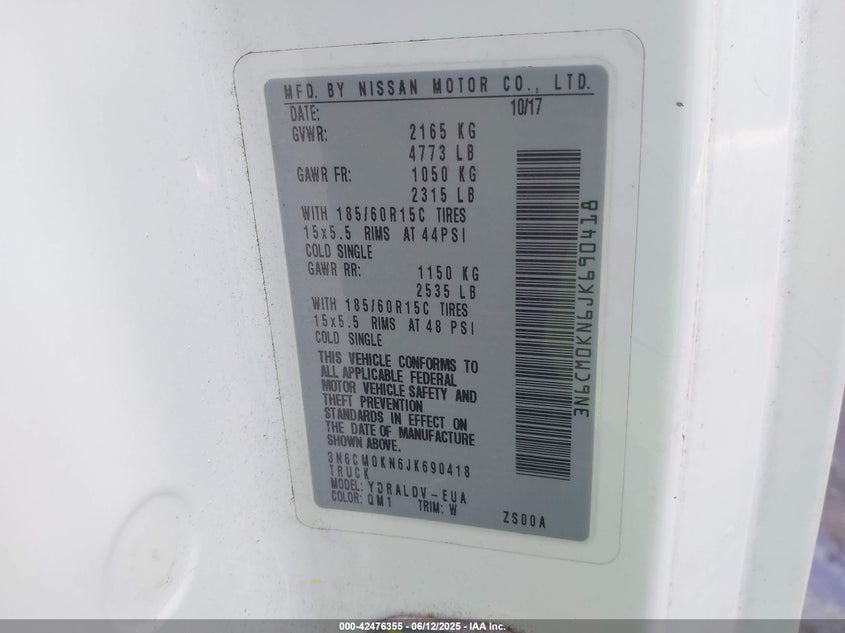 MFD. BY NISSAN MOTOR CO., LTD.
DATE: 10/17
GVWR: 2165 KG
4773 LB
GAWR FR: 1050 KG
2315 LB
WITH 185/60R15C TIRES
15x5.5 RIMS AT 44PSI
COLD SINGLE
GAWR RR: 1150 KG
2535 LB
WITH 185/60R15C TIRES
15x5.5 RIMS AT 48 PSI
COLD SINGLE
THIS VEHICLE CONFORMS TO
ALL APPLICABLE FEDERAL
MOTOR VEHICLE SAFETY AND
THEFT PREVENTION
STANDARDS IN EFFECT ON
THE DATE OF MANUFACTURE
SHOWN ABOVE.
3N6CM0KN6JK690418
TRUCK
MODEL: YDRALDV-EUA
COLOR: QM1 TRIM: W ZS00A
3N6CM0KN6JK690418
000-42476355 - 06/12/2025 - IAA, Inc.